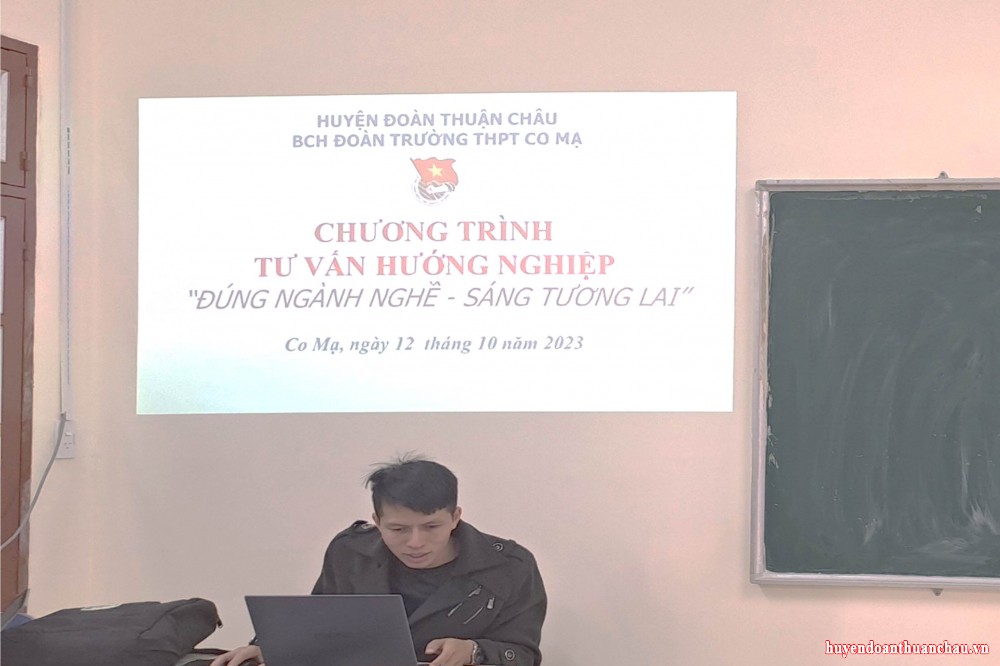 HUYỆN ĐOÀN THUẬN CHÂU
BCH ĐOÀN TRƯỜNG THPT CO MẠ
CHƯƠNG TRÌNH
TƯ VẤN HƯỚNG NGHIỆP
"ĐÚNG NGÀNH NGHỀ - SÁNG TƯƠNG LAI"
Co Mạ, ngày 12 tháng 10 năm 2023
huyendoanthuanchau.vn